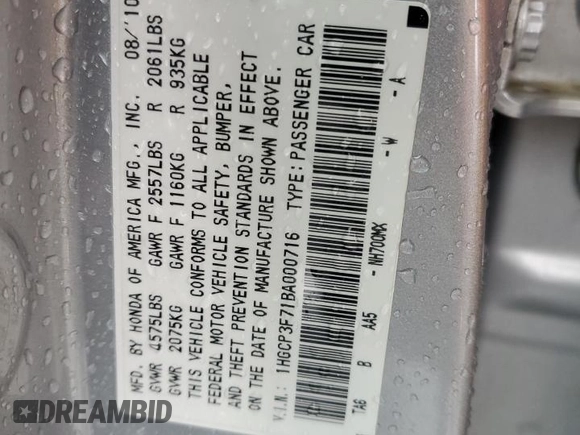 MFD. BY HONDA OF AMERICA MFG., INC. 08/'10
GVWR 4575LBS GAWR F 2557LBS R 2061LBS
GVWR 2075KG GAWR F 1160KG R 935KG
THIS VEHICLE CONFORMS TO ALL APPLICABLE
FEDERAL MOTOR VEHICLE SAFETY, BUMPER,
AND THEFT PREVENTION STANDARDS IN EFFECT
ON THE DATE OF MANUFACTURE SHOWN ABOVE.
V.I.N.: 1HGCP3F71BA000716 TYPE: PASSENGER CAR
TA6 B AA5 - NH700MX - W - A
DREAMBID